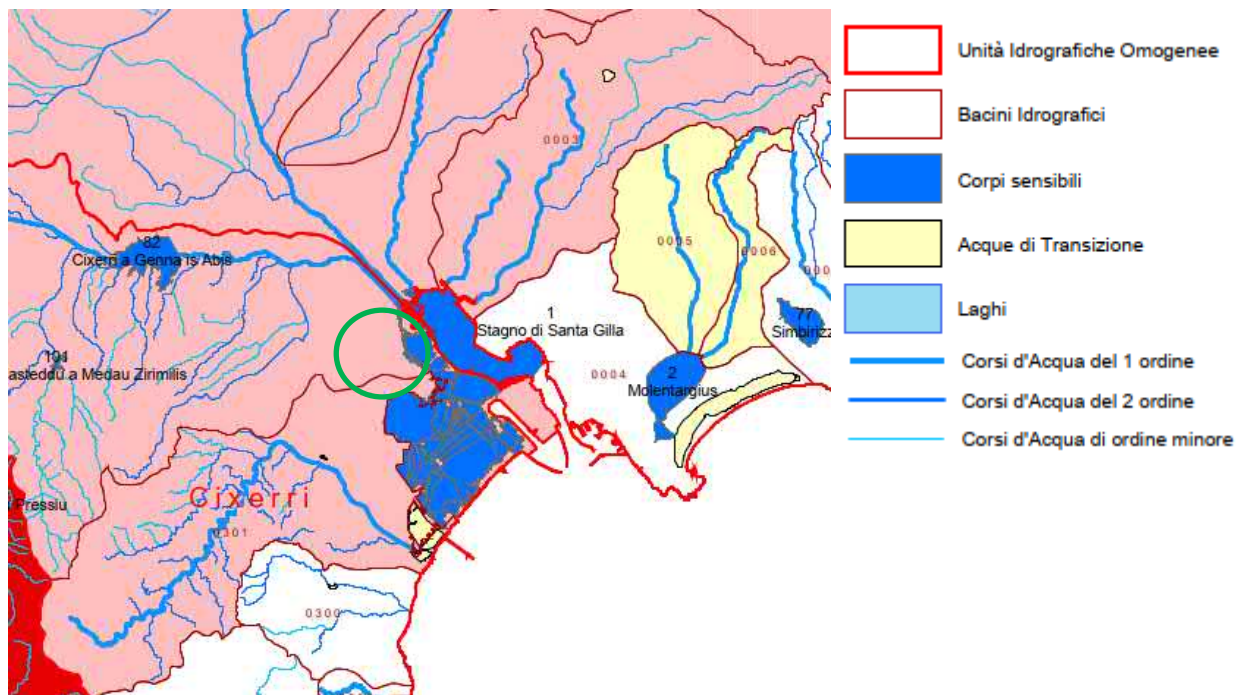 0003
82
Cixerri a Genna Is Abis
0005
0006
000
1
Stagno di Santa Gilla
77
Simbirizz
101
asteddu a Medau Zirimilis
2
Molentargius
0004
Pressiu
Cixerri
0301
0300
Unità Idrografiche Omogenee
Bacini Idrografici
Corpi sensibili
Acque di Transizione
Laghi
Corsi d'Acqua del 1 ordine
Corsi d'Acqua del 2 ordine
Corsi d'Acqua di ordine minore